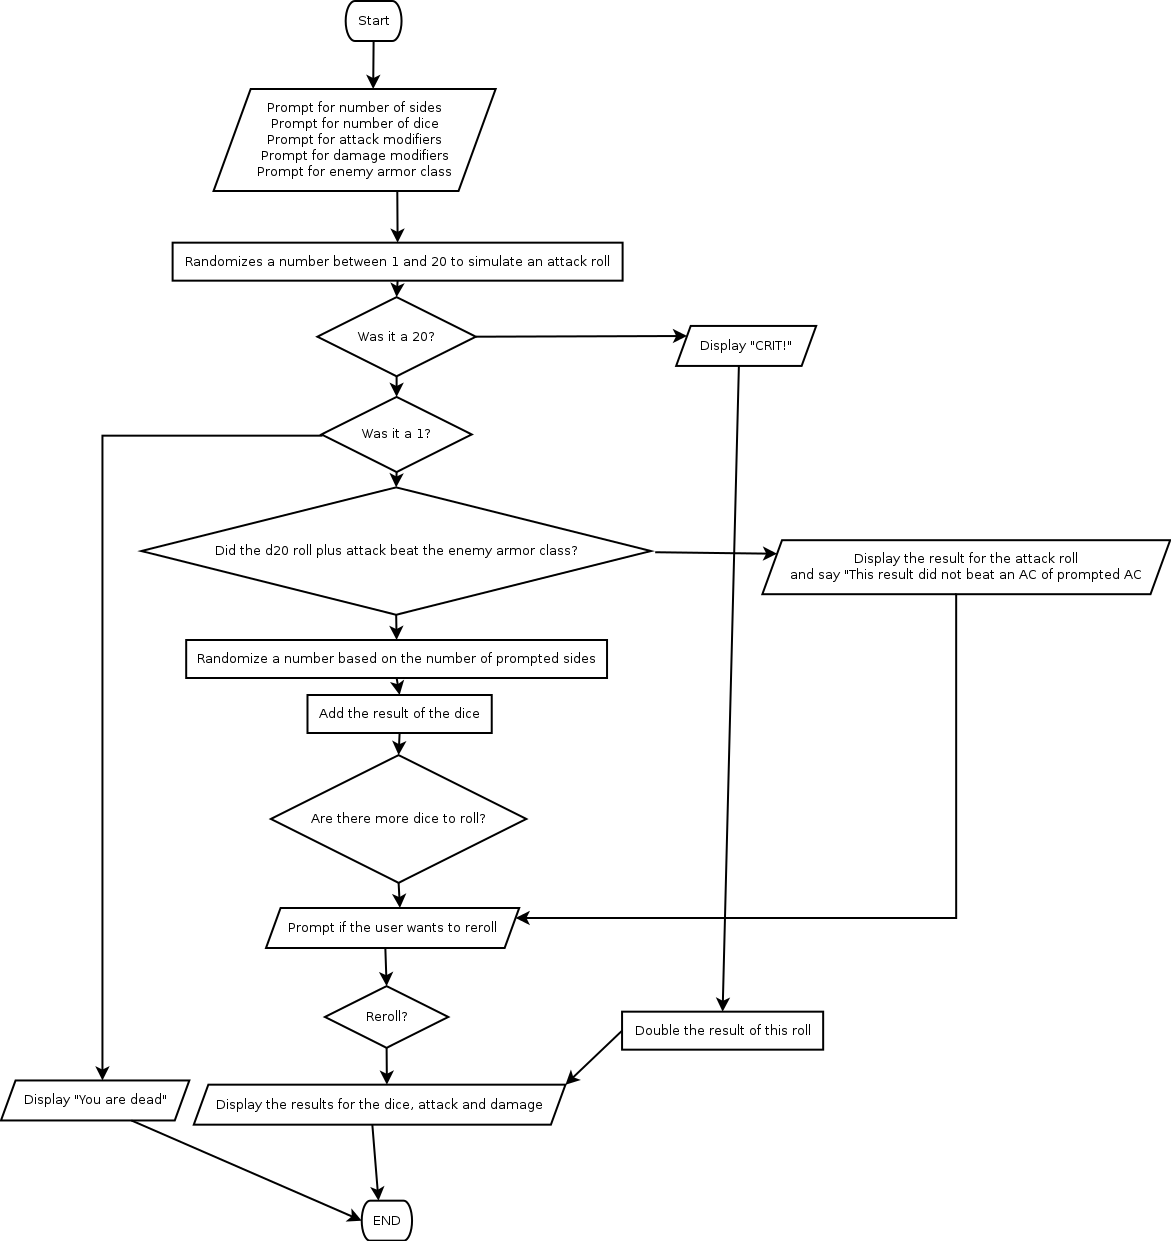 Start
Prompt for number of sides
Prompt for number of dice
Prompt for attack modifiers
Prompt for damage modifiers
Prompt for enemy armor class
Randomizes a number between 1 and 20 to simulate an attack roll
Was it a 20?
Display "CRIT!"
Was it a 1?
Did the d20 roll plus attack beat the enemy armor class?
Display the result for the attack roll
and say "This result did not beat an AC of prompted AC
Randomize a number based on the number of prompted sides
Add the result of the dice
Are there more dice to roll?
Prompt if the user wants to reroll
Reroll?
Double the result of this roll
Display "You are dead"
Display the results for the dice, attack and damage
END